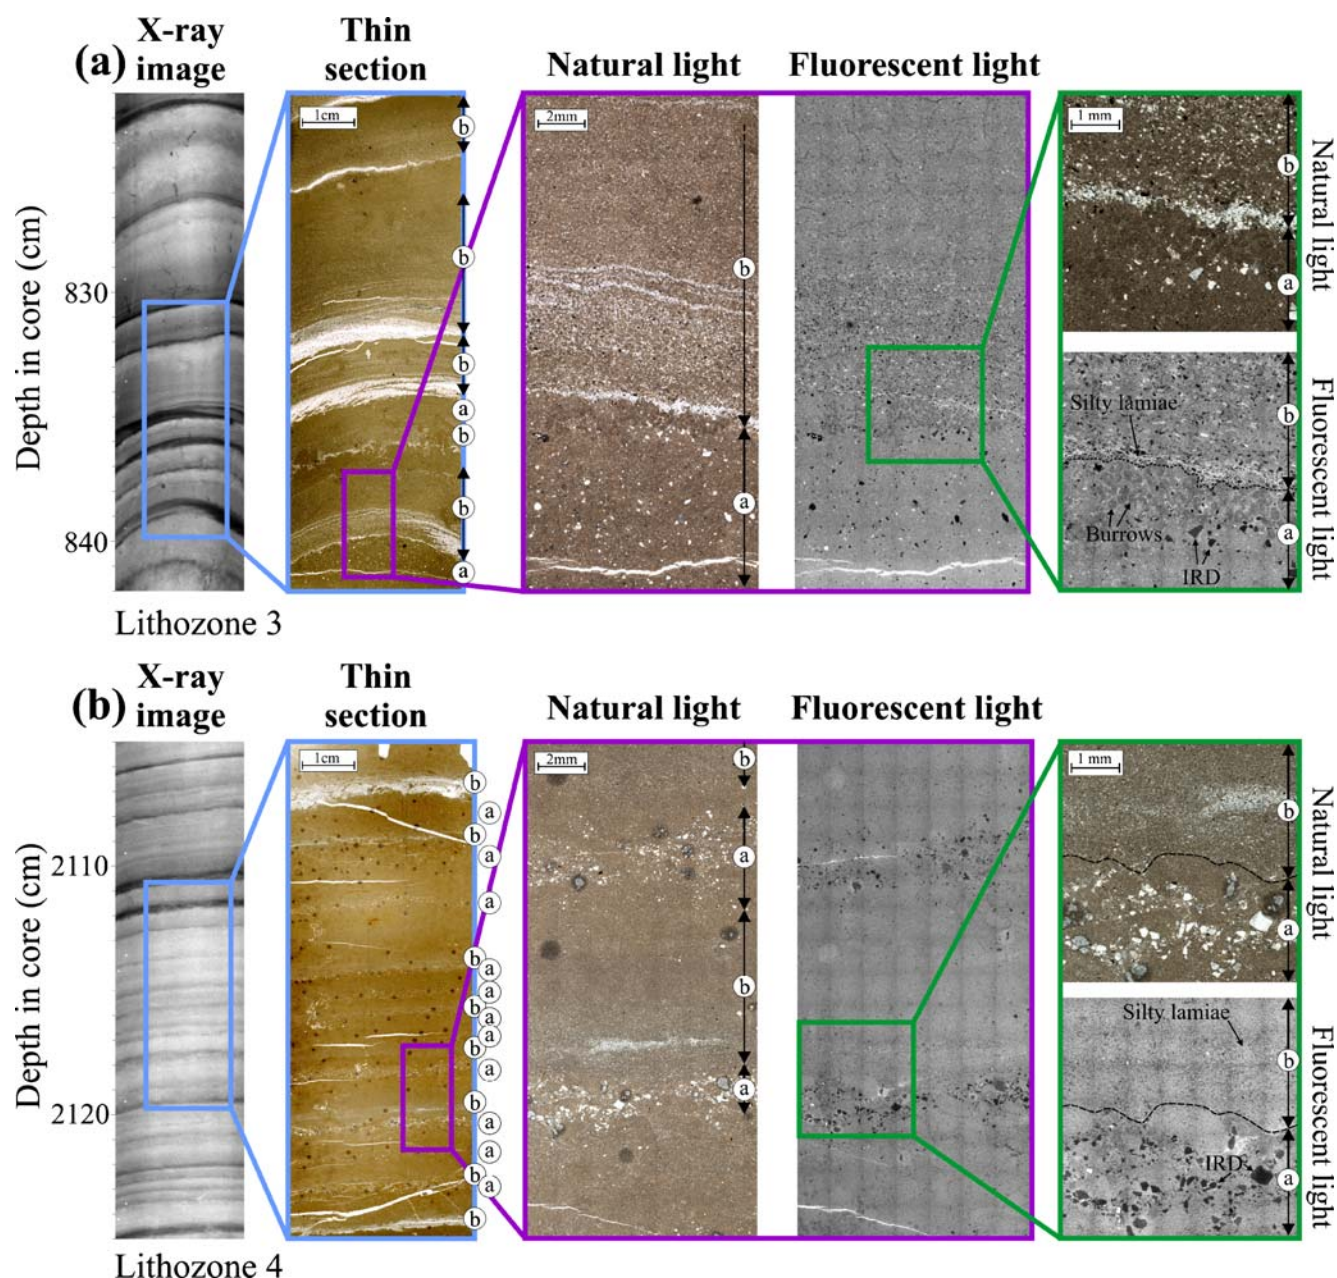 (a)
X-ray
image
Thin
section
Natural light
Fluorescent light
1cm
2mm
1 mm
Depth in core (cm)
830
840
b
b
b
a
b
b
a
b
a
b
a
Natural light
Silty lamiae
Burrows
IRD
b
a
Fluorescent light
Lithozone 3
(b)
X-ray
image
Thin
section
Natural light
Fluorescent light
1cm
2mm
1 mm
Depth in core (cm)
2110
2120
b
a
b
a
a
b
a
a
b
a
a
b
a
b
a
a
b
a
b
b
a
b
a
b
a
Natural light
Silty lamiae
IRD
b
a
Fluorescent light
Lithozone 4